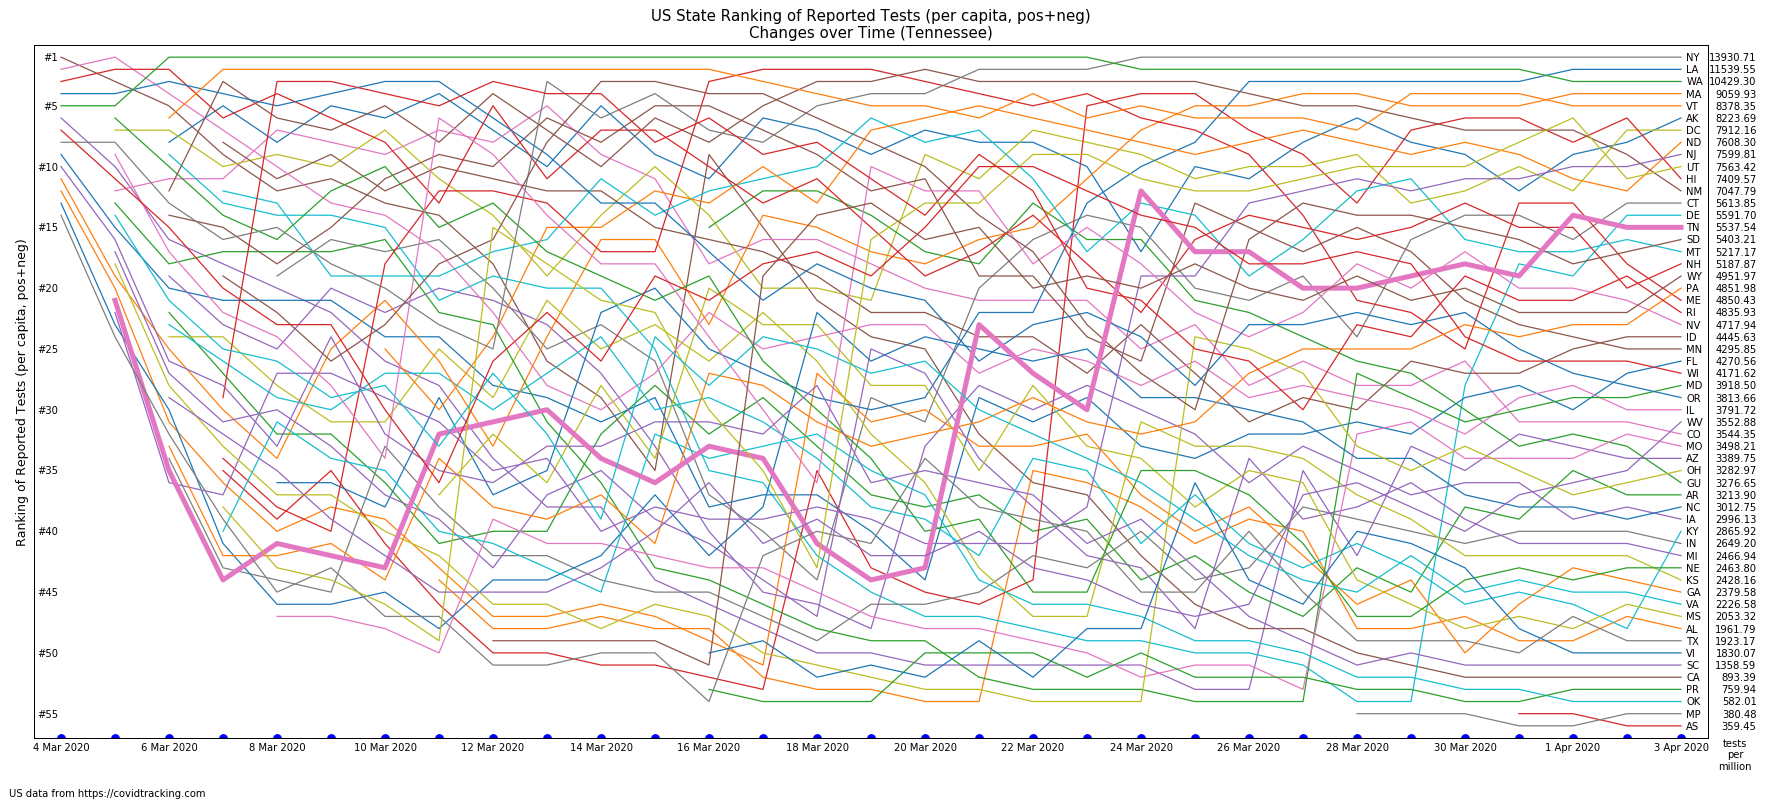 US State Ranking of Reported Tests (per capita, pos+neg)
Changes over Time (Tennessee)
Ranking of Reported Tests (per capita, pos+neg)
#1
#5
#10
#15
#20
#25
#30
#35
#40
#45
#50
#55
NY 13930.71
LA 11539.55
WA 10429.30
MA 9059.93
VT 8378.35
AK 8223.69
DC 7912.16
ND 7608.30
NJ 7599.81
UT 7563.42
HI 7409.57
NM 7047.79
CT 5613.85
DE 5591.70
TN 5537.54
SD 5403.21
MT 5217.17
NH 5187.87
WY 4951.97
PA 4851.98
ME 4850.43
RI 4835.93
NV 4717.94
ID 4445.63
MN 4295.85
FL 4270.56
WI 4171.62
MD 3918.50
OR 3813.66
IL 3791.72
WV 3552.88
CO 3544.35
MO 3498.21
AZ 3389.75
OH 3282.97
GU 3276.65
AR 3213.90
NC 3012.75
IA 2996.13
KY 2865.92
IN 2649.20
MI 2466.94
NE 2463.80
KS 2428.16
GA 2379.58
VA 2226.58
MS 2053.32
AL 1961.79
TX 1923.17
VI 1830.07
SC 1358.59
CA 893.39
PR 759.94
OK 582.01
MP 380.48
AS 359.45
4 Mar 2020 6 Mar 2020 8 Mar 2020 10 Mar 2020 12 Mar 2020 14 Mar 2020 16 Mar 2020 18 Mar 2020 20 Mar 2020 22 Mar 2020 24 Mar 2020 26 Mar 2020 28 Mar 2020 30 Mar 2020 1 Apr 2020 3 Apr 2020
tests
per
million
US data from https://covidtracking.com